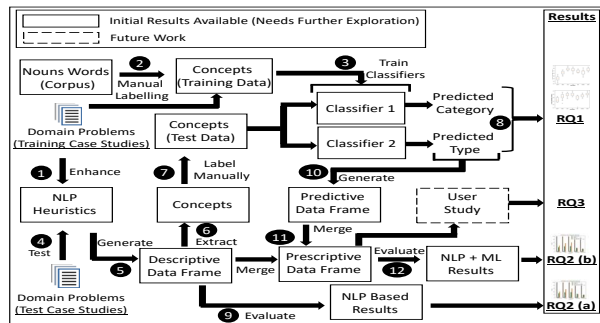 Initial Results Available (Needs Further Exploration)
Future Work
Results
Nouns Words
(Corpus)
2
Manual
Labelling
Concepts
(Training Data)
3
Train
Classifiers
Domain Problems
(Training Case Studies)
Concepts
(Test Data)
Classifier 1
Classifier 2
Predicted
Category
Predicted
Type
8
RQ1
1
Enhance
7
Label
Manually
10
Generate
NLP
Heuristics
Concepts
Predictive
Data Frame
User
Study
RQ3
4
Test
Generate
5
6
Extract
11
Merge
Descriptive
Data Frame
Merge
Prescriptive
Data Frame
Evaluate
12
NLP + ML
Results
RQ2 (b)
Domain Problems
(Test Case Studies)
9
Evaluate
NLP Based
Results
RQ2 (a)